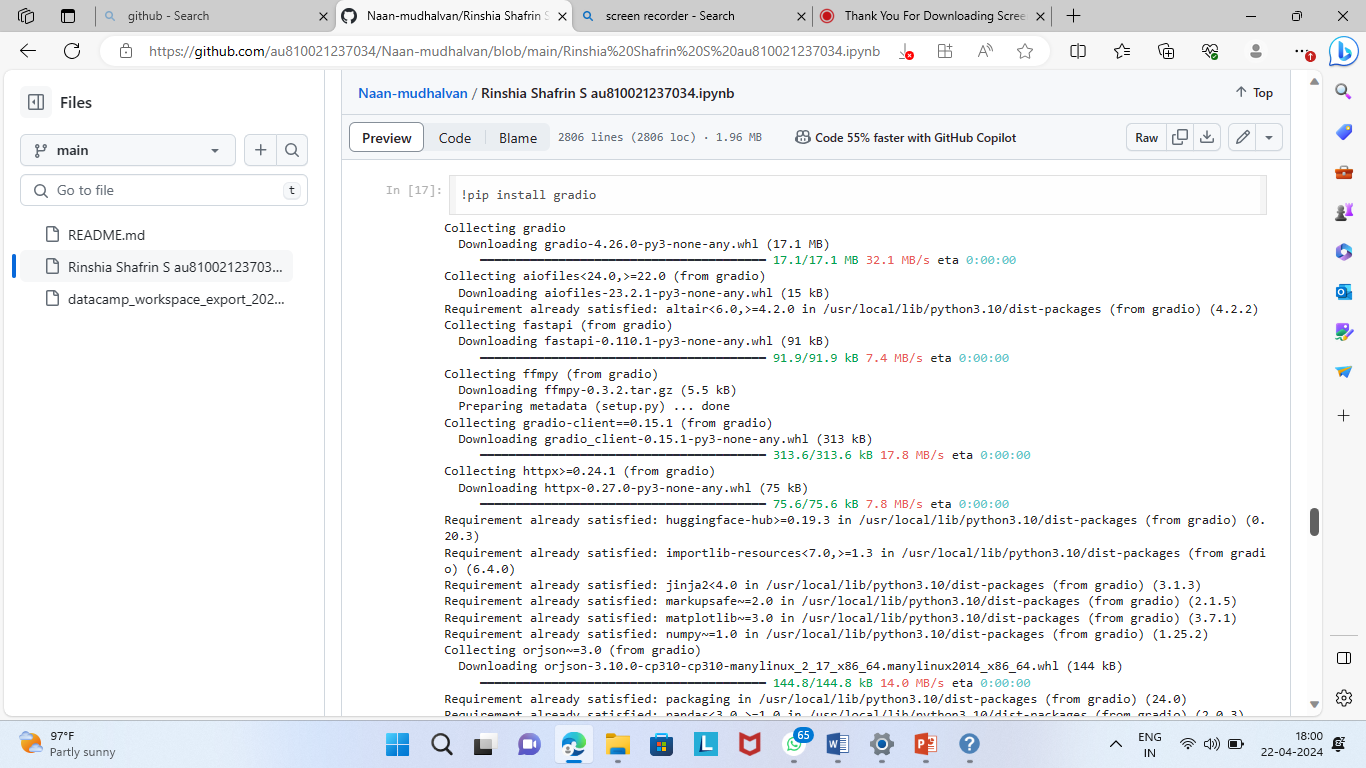 github - Search
Naan-mudhalvan/Rinshia Shafrin S
screen recorder - Search
Thank You For Downloading Scree
https://github.com/au810021237034/Naan-mudhalvan/blob/main/Rinshia%20Shafrin%20S%20au810021237034.ipynb
Files
main
Go to file
t
README.md
Rinshia Shafrin S au81002123703...
datacamp_workspace_export_202...
Naan-mudhalvan / Rinshia Shafrin S au810021237034.ipynb
Top
Preview
Code
Blame
2806 lines (2806 loc) · 1.96 MB
Code 55% faster with GitHub Copilot
Raw
In [17]:
!pip install gradio
Collecting gradio
Downloading gradio-4.26.0-py3-none-any.whl (17.1 MB)
17.1/17.1 MB 32.1 MB/s eta 0:00:00
Collecting aiofiles<24.0,>=22.0 (from gradio)
Downloading aiofiles-23.2.1-py3-none-any.whl (15 kB)
Requirement already satisfied: altair<6.0,>=4.2.0 in /usr/local/lib/python3.10/dist-packages (from gradio) (4.2.2)
Collecting fastapi (from gradio)
Downloading fastapi-0.110.1-py3-none-any.whl (91 kB)
91.9/91.9 kB 7.4 MB/s eta 0:00:00
Collecting ffmpy (from gradio)
Downloading ffmpy-0.3.2.tar.gz (5.5 kB)
Preparing metadata (setup.py) ... done
Collecting gradio-client==0.15.1 (from gradio)
Downloading gradio_client-0.15.1-py3-none-any.whl (313 kB)
313.6/313.6 kB 17.8 MB/s eta 0:00:00
Collecting httpx>=0.24.1 (from gradio)
Downloading httpx-0.27.0-py3-none-any.whl (75 kB)
75.6/75.6 kB 7.8 MB/s eta 0:00:00
Requirement already satisfied: huggingface-hub>=0.19.3 in /usr/local/lib/python3.10/dist-packages (from gradio) (0.
20.3)
Requirement already satisfied: importlib-resources<7.0,>=1.3 in /usr/local/lib/python3.10/dist-packages (from gradi
o) (6.4.0)
Requirement already satisfied: jinja2<4.0 in /usr/local/lib/python3.10/dist-packages (from gradio) (3.1.3)
Requirement already satisfied: markupsafe~=2.0 in /usr/local/lib/python3.10/dist-packages (from gradio) (2.1.5)
Requirement already satisfied: matplotlib~=3.0 in /usr/local/lib/python3.10/dist-packages (from gradio) (3.7.1)
Requirement already satisfied: numpy~=1.0 in /usr/local/lib/python3.10/dist-packages (from gradio) (1.25.2)
Collecting orjson~=3.0 (from gradio)
Downloading orjson-3.10.0-cp310-cp310-manylinux_2_17_x86_64.manylinux2014_x86_64.whl (144 kB)
144.8/144.8 kB 14.0 MB/s eta 0:00:00
Requirement already satisfied: packaging in /usr/local/lib/python3.10/dist-packages (from gradio) (24.0)
Requirement already satisfied: pandas<3.0,>=1.0 in /usr/local/lib/python3.10/dist-packages (from gradio) (2.0.3)
97°F
Partly sunny
65
ENG
IN
18:00
22-04-2024